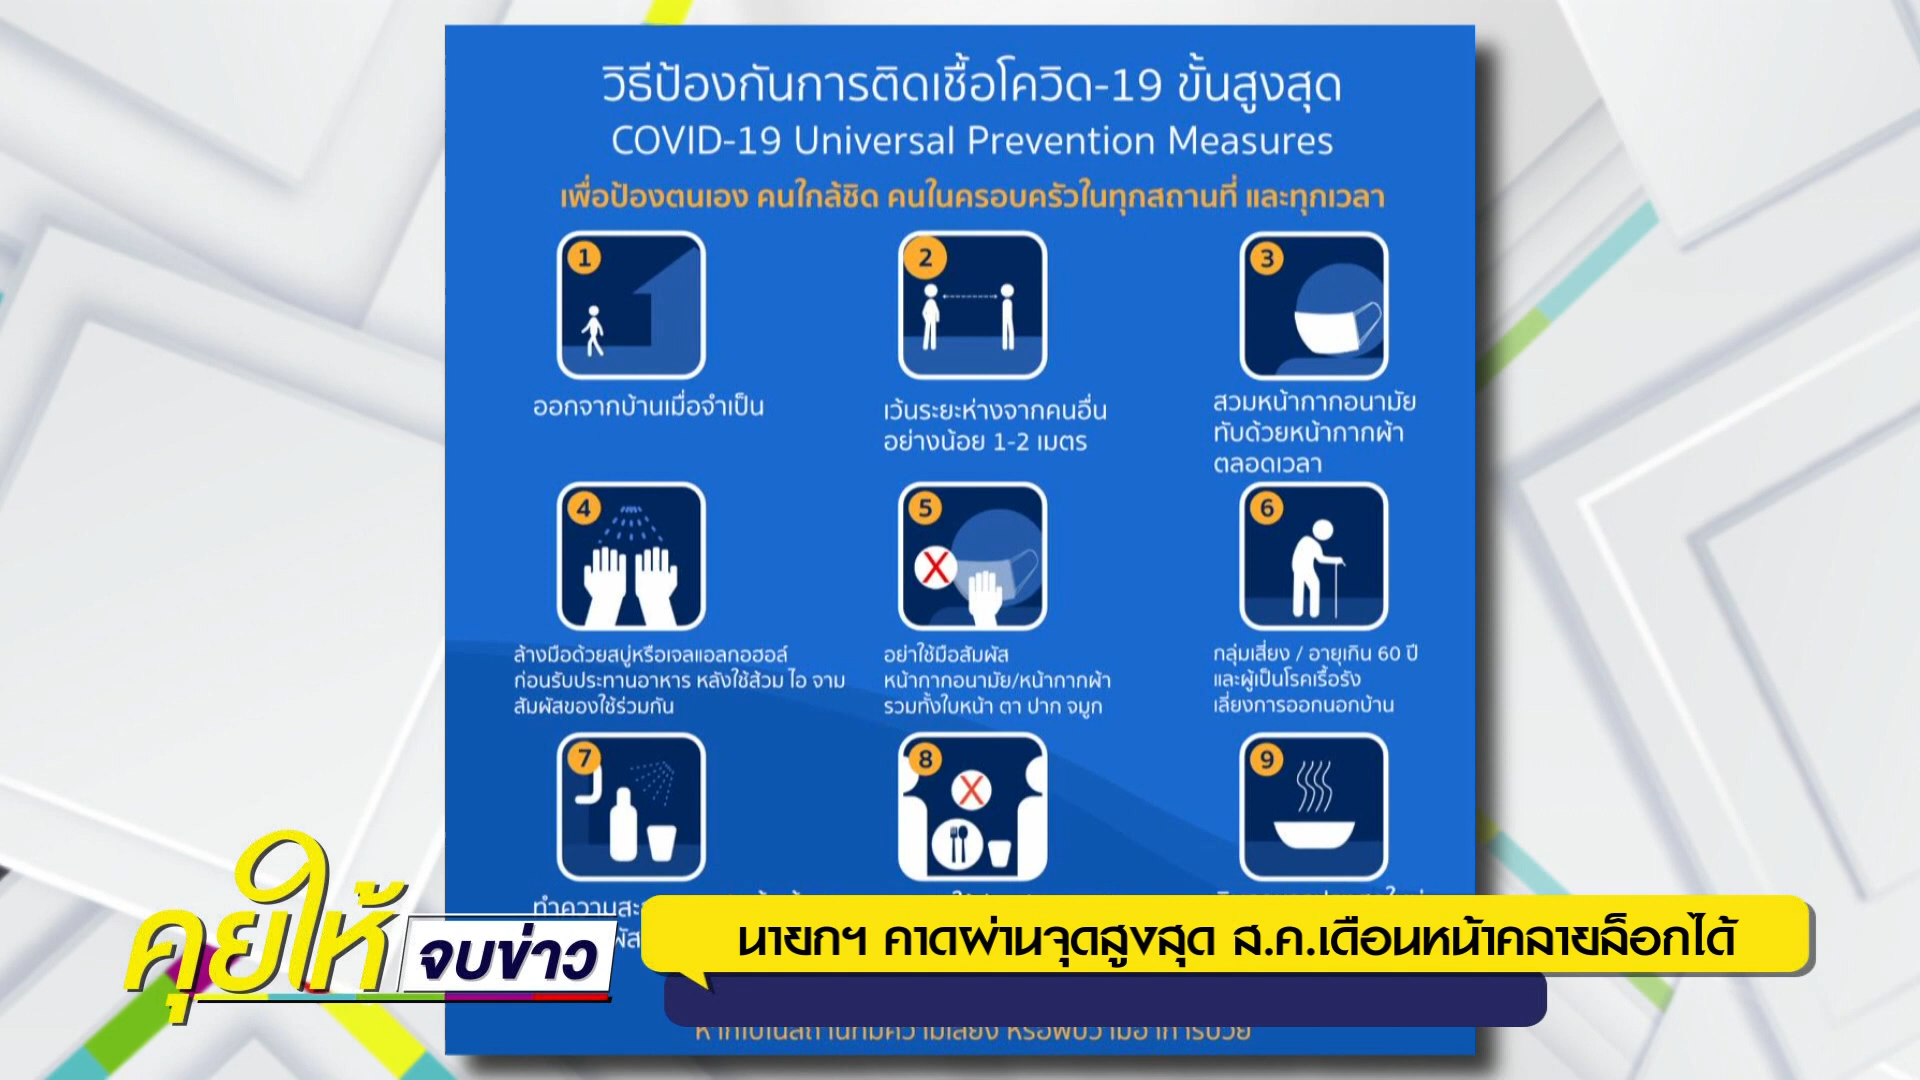 วิธีป้องกันการติดเชื้อโควิด-19 ขั้นสูงสุด
COVID-19 Universal Prevention Measures
เพื่อป้องตนเอง คนใกล้ชิด คนในครอบครัวในทุกสถานที่ และทุกเวลา
1
ออกจากบ้านเมื่อจำเป็น
2
เว้นระยะห่างจากคนอื่น
อย่างน้อย 1-2 เมตร
3
สวมหน้ากากอนามัย
ทับด้วยหน้ากากผ้า
ตลอดเวลา
4
ล้างมือด้วยสบู่หรือเจลแอลกอฮอล์
ก่อนรับประทานอาหาร หลังใช้ส้วม ไอ จาม
สัมผัสของใช้ร่วมกัน
5
อย่าใช้มือสัมผัส
หน้ากากอนามัย/หน้ากากผ้า
รวมทั้งใบหน้า ตา ปาก จมูก
6
กลุ่มเสี่ยง / อายุเกิน 60 ปี
และผู้เป็นโรคเรื้อรัง
เลี่ยงการออกนอกบ้าน
7
ทำความสะ
8
9
คุยให้
จบข่าว
นายกฯ คาดผ่านจุดสูงสุด ส.ค.เดือนหน้าคลายล็อกได้